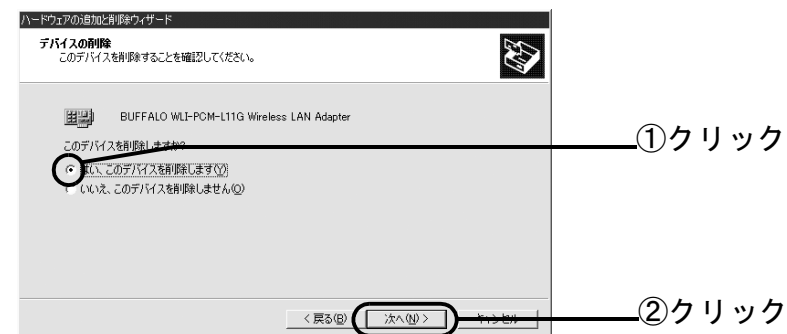 ハードウェアの追加と削除ウィザード
デバイスの削除
このデバイスを削除することを確認してください。
BUFFALO WLI-PCM-L11G Wireless LAN Adapter
このデバイスを削除しますか?
①クリック
はい、このデバイスを削除します(Y)
いいえ、このデバイスを削除しません(O)
< 戻る(B)
次へ(N) >
キャンセル
②クリック